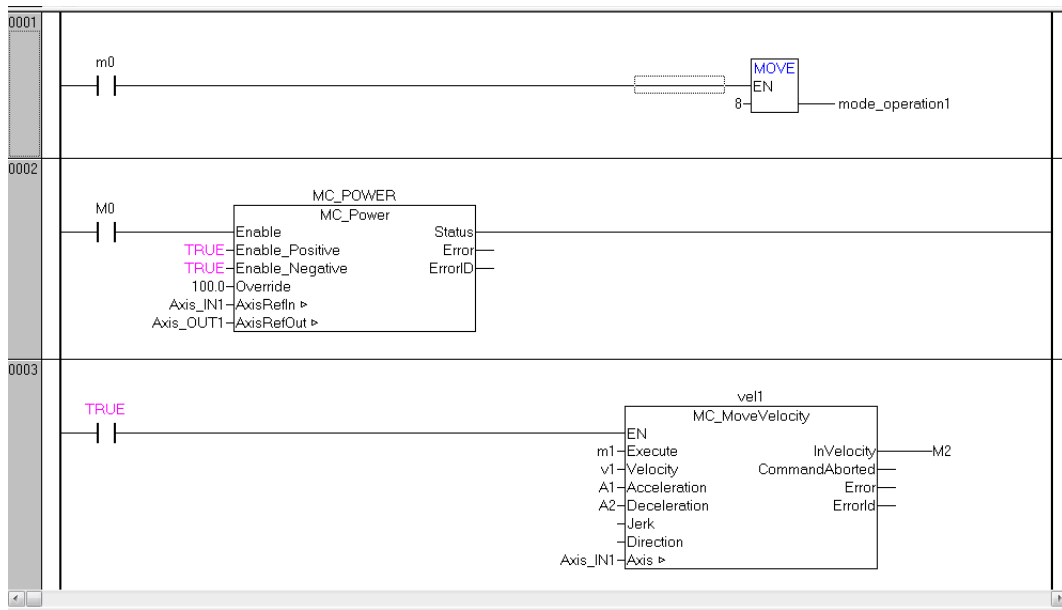 0001
m0
MOVE
EN
8
mode_operation1
0002
MC_POWER
M0
MC_Power
Enable Status
TRUE Enable_Positive Error
TRUE Enable_Negative ErrorID
100.0 Override
Axis_IN1 AxisRefIn
Axis_OUT1 AxisRefOut
0003
vel1
TRUE
MC_MoveVelocity
EN
m1 Execute InVelocity M2
v1 Velocity CommandAborted
A1 Acceleration Error
A2 Deceleration ErrorId
Jerk
Direction
Axis_IN1 Axis